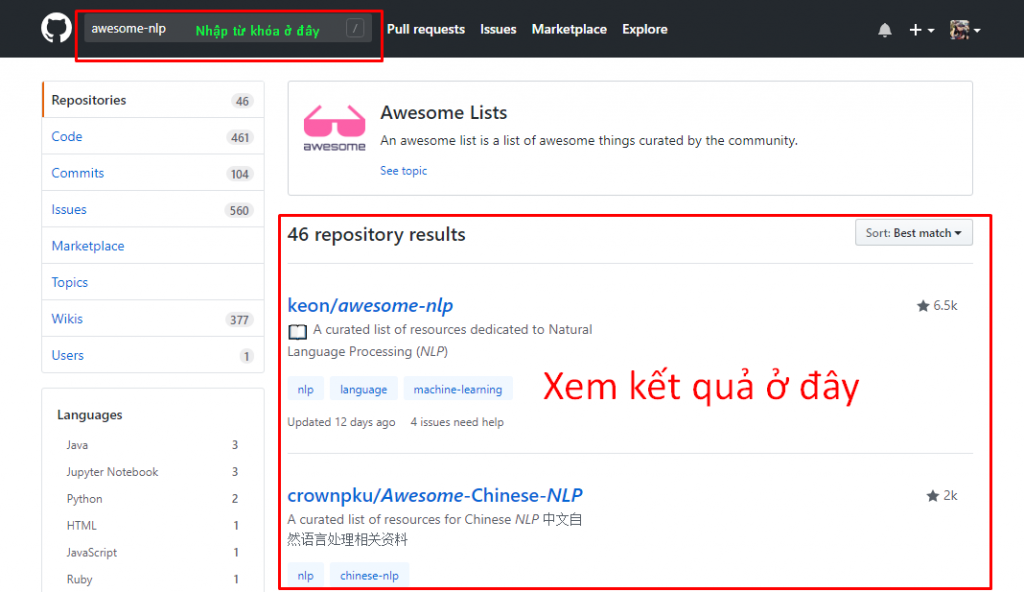 awesome-nlp Nhập từ khóa ở đây / Pull requests Issues Marketplace Explore
Repositories 46
Code 461
Commits 104
Issues 560
Marketplace
Topics
Wikis 377
Users 1
Languages
Java 3
Jupyter Notebook 3
Python 2
HTML 1
JavaScript 1
Ruby 1
awesome
Awesome Lists
An awesome list is a list of awesome things curated by the community.
See topic
46 repository results Sort: Best match
keon/awesome-nlp 6.5k
A curated list of resources dedicated to Natural
Language Processing (NLP)
nlp language machine-learning
Updated 12 days ago 4 issues need help
Xem kết quả ở đây
crownpku/Awesome-Chinese-NLP 2k
A curated list of resources for Chinese NLP 中文自
然语言处理相关资料
nlp chinese-nlp